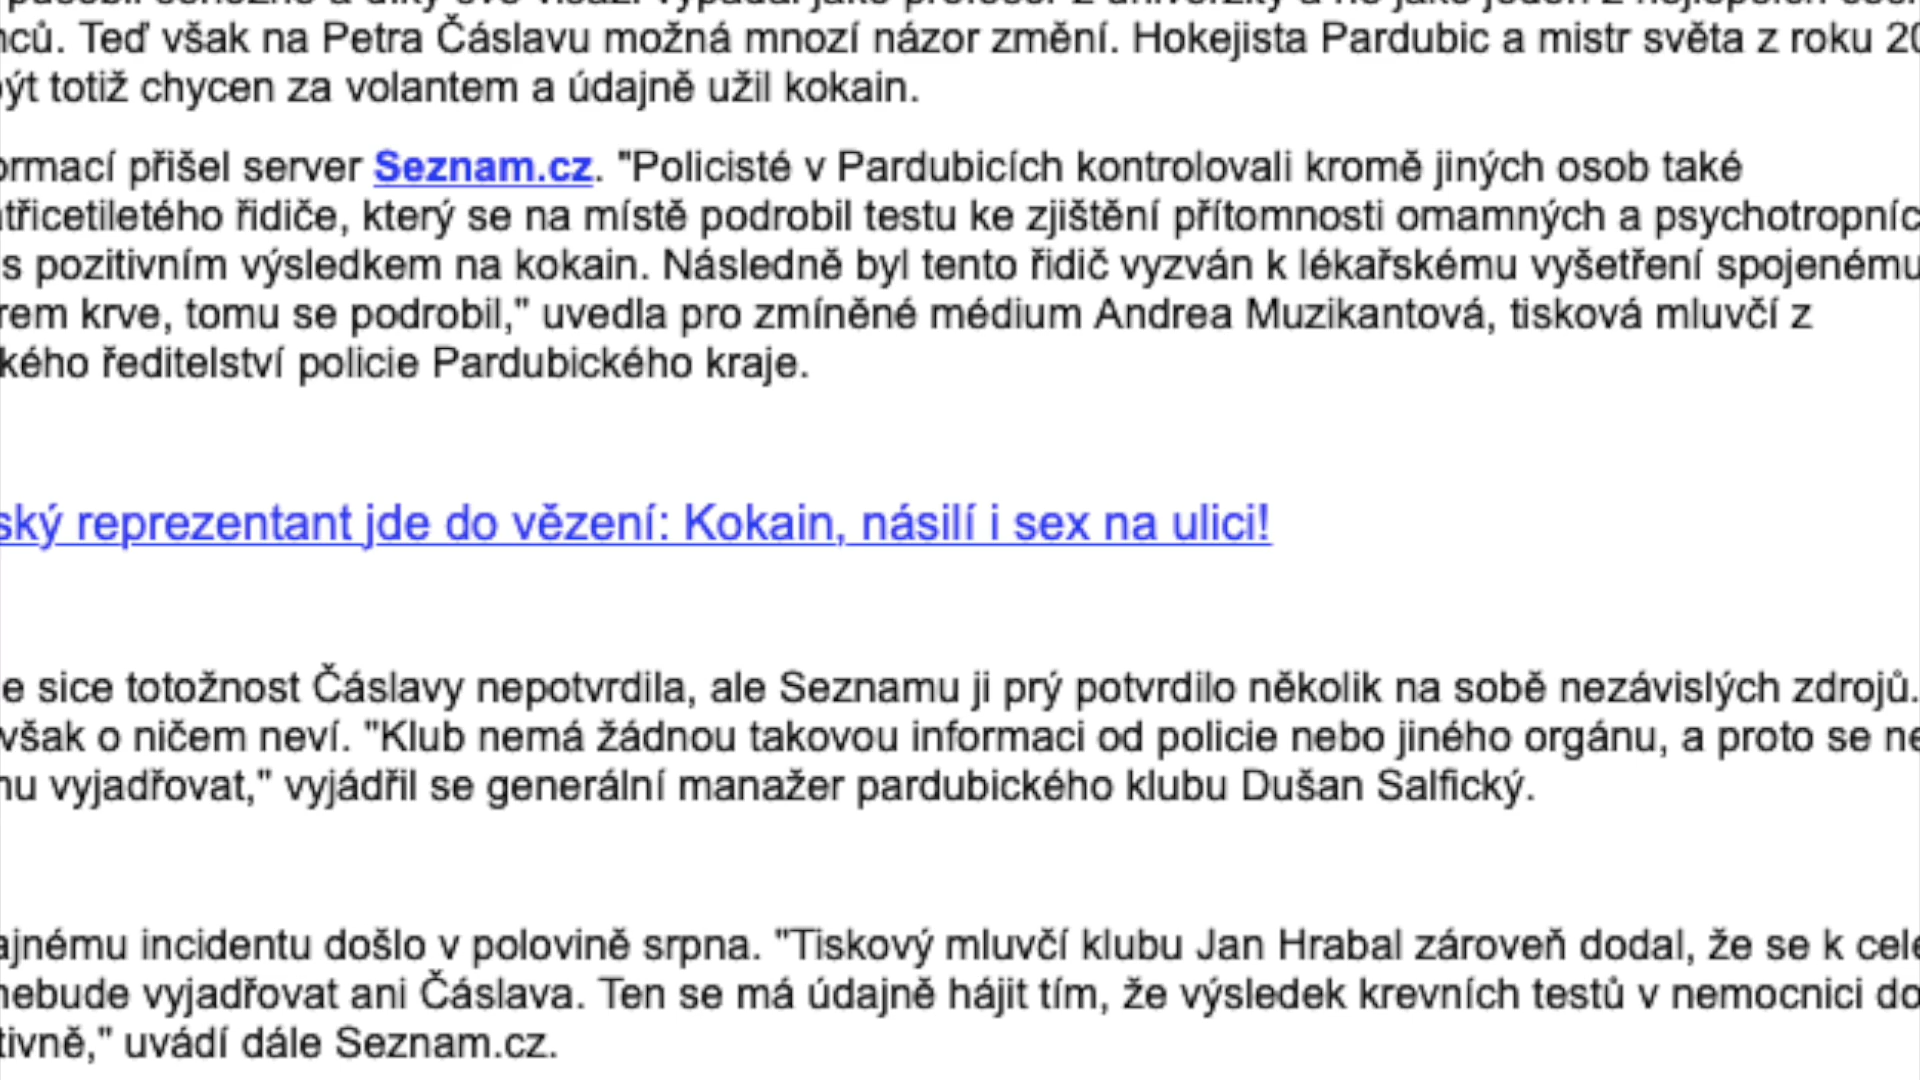 ců. Teď však na Petra Čáslavu možná mnozí názor změní. Hokejista Pardubic a mistr světa z roku 20
být totiž chycen za volantem a údajně užil kokain.
ormací přišel server Seznam.cz. "Policisté v Pardubicích kontrolovali kromě jiných osob také
třicetiletého řidiče, který se na místě podrobil testu ke zjištění přítomnosti omamných a psychotropníc
s pozitivním výsledkem na kokain. Následně byl tento řidič vyzván k lékařskému vyšetření spojenému
rem krve, tomu se podrobil," uvedla pro zmíněné médium Andrea Muzikantová, tisková mluvčí z
kého ředitelství policie Pardubického kraje.
ský reprezentant jde do vězení: Kokain, násilí i sex na ulici!
e sice totožnost Čáslavy nepotvrdila, ale Seznamu ji prý potvrdilo několik na sobě nezávislých zdrojů.
však o ničem neví. "Klub nemá žádnou takovou informaci od policie nebo jiného orgánu, a proto se ne
mu vyjadřovat," vyjádřil se generální manažer pardubického klubu Dušan Salfický.
ajnému incidentu došlo v polovině srpna. "Tiskový mluvčí klubu Jan Hrabal zároveň dodal, že se k cele
nebude vyjadřovat ani Čáslava. Ten se má údajně hájit tím, že výsledek krevních testů v nemocnici do
tivně," uvádí dále Seznam.cz.